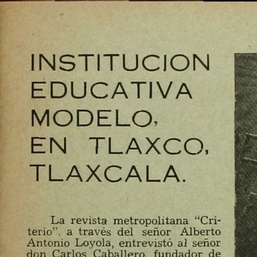 INSTITUCION
EDUCATIVA
MODELO,
EN TLAXCO,
TLAXCALA.
La revista metropolitana "Cri-
terio". a través del señor Alberto
Antonio Loyola, entrevistó al señor
don Carlos Caballero, fundador de